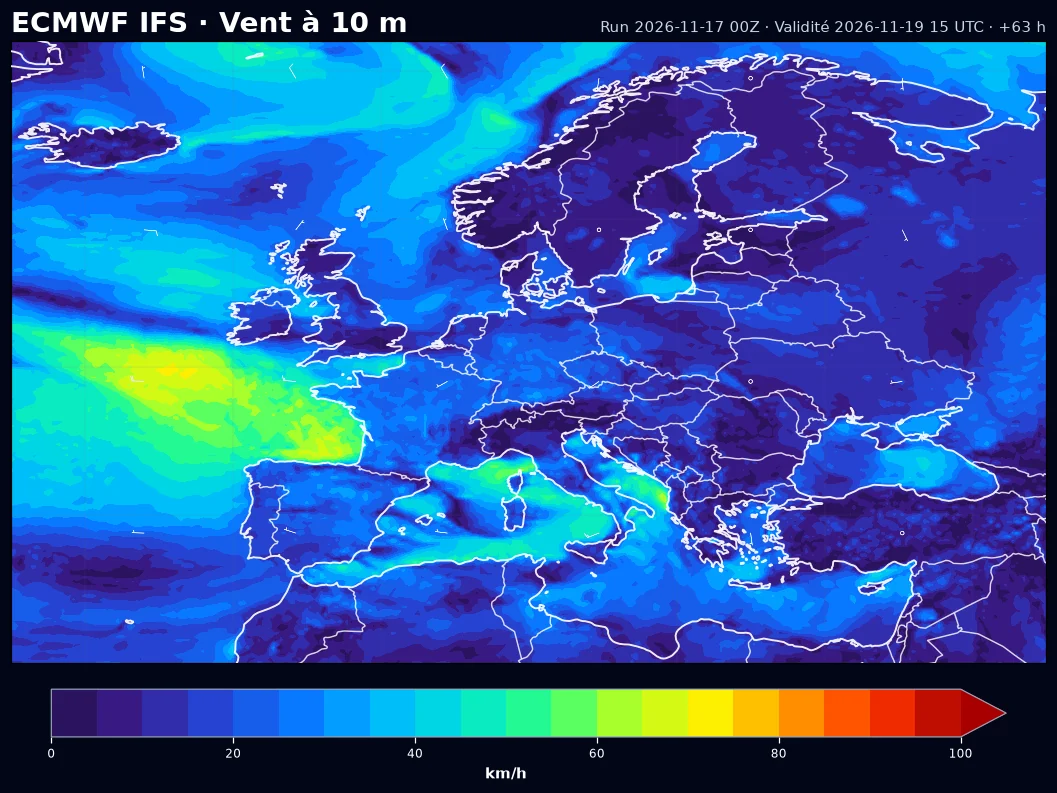 ECMWF IFS · Vent à 10 m
Run 2026-11-17 00Z · Validité 2026-11-19 15 UTC · +63 h
0 20 40 60 80 100
km/h